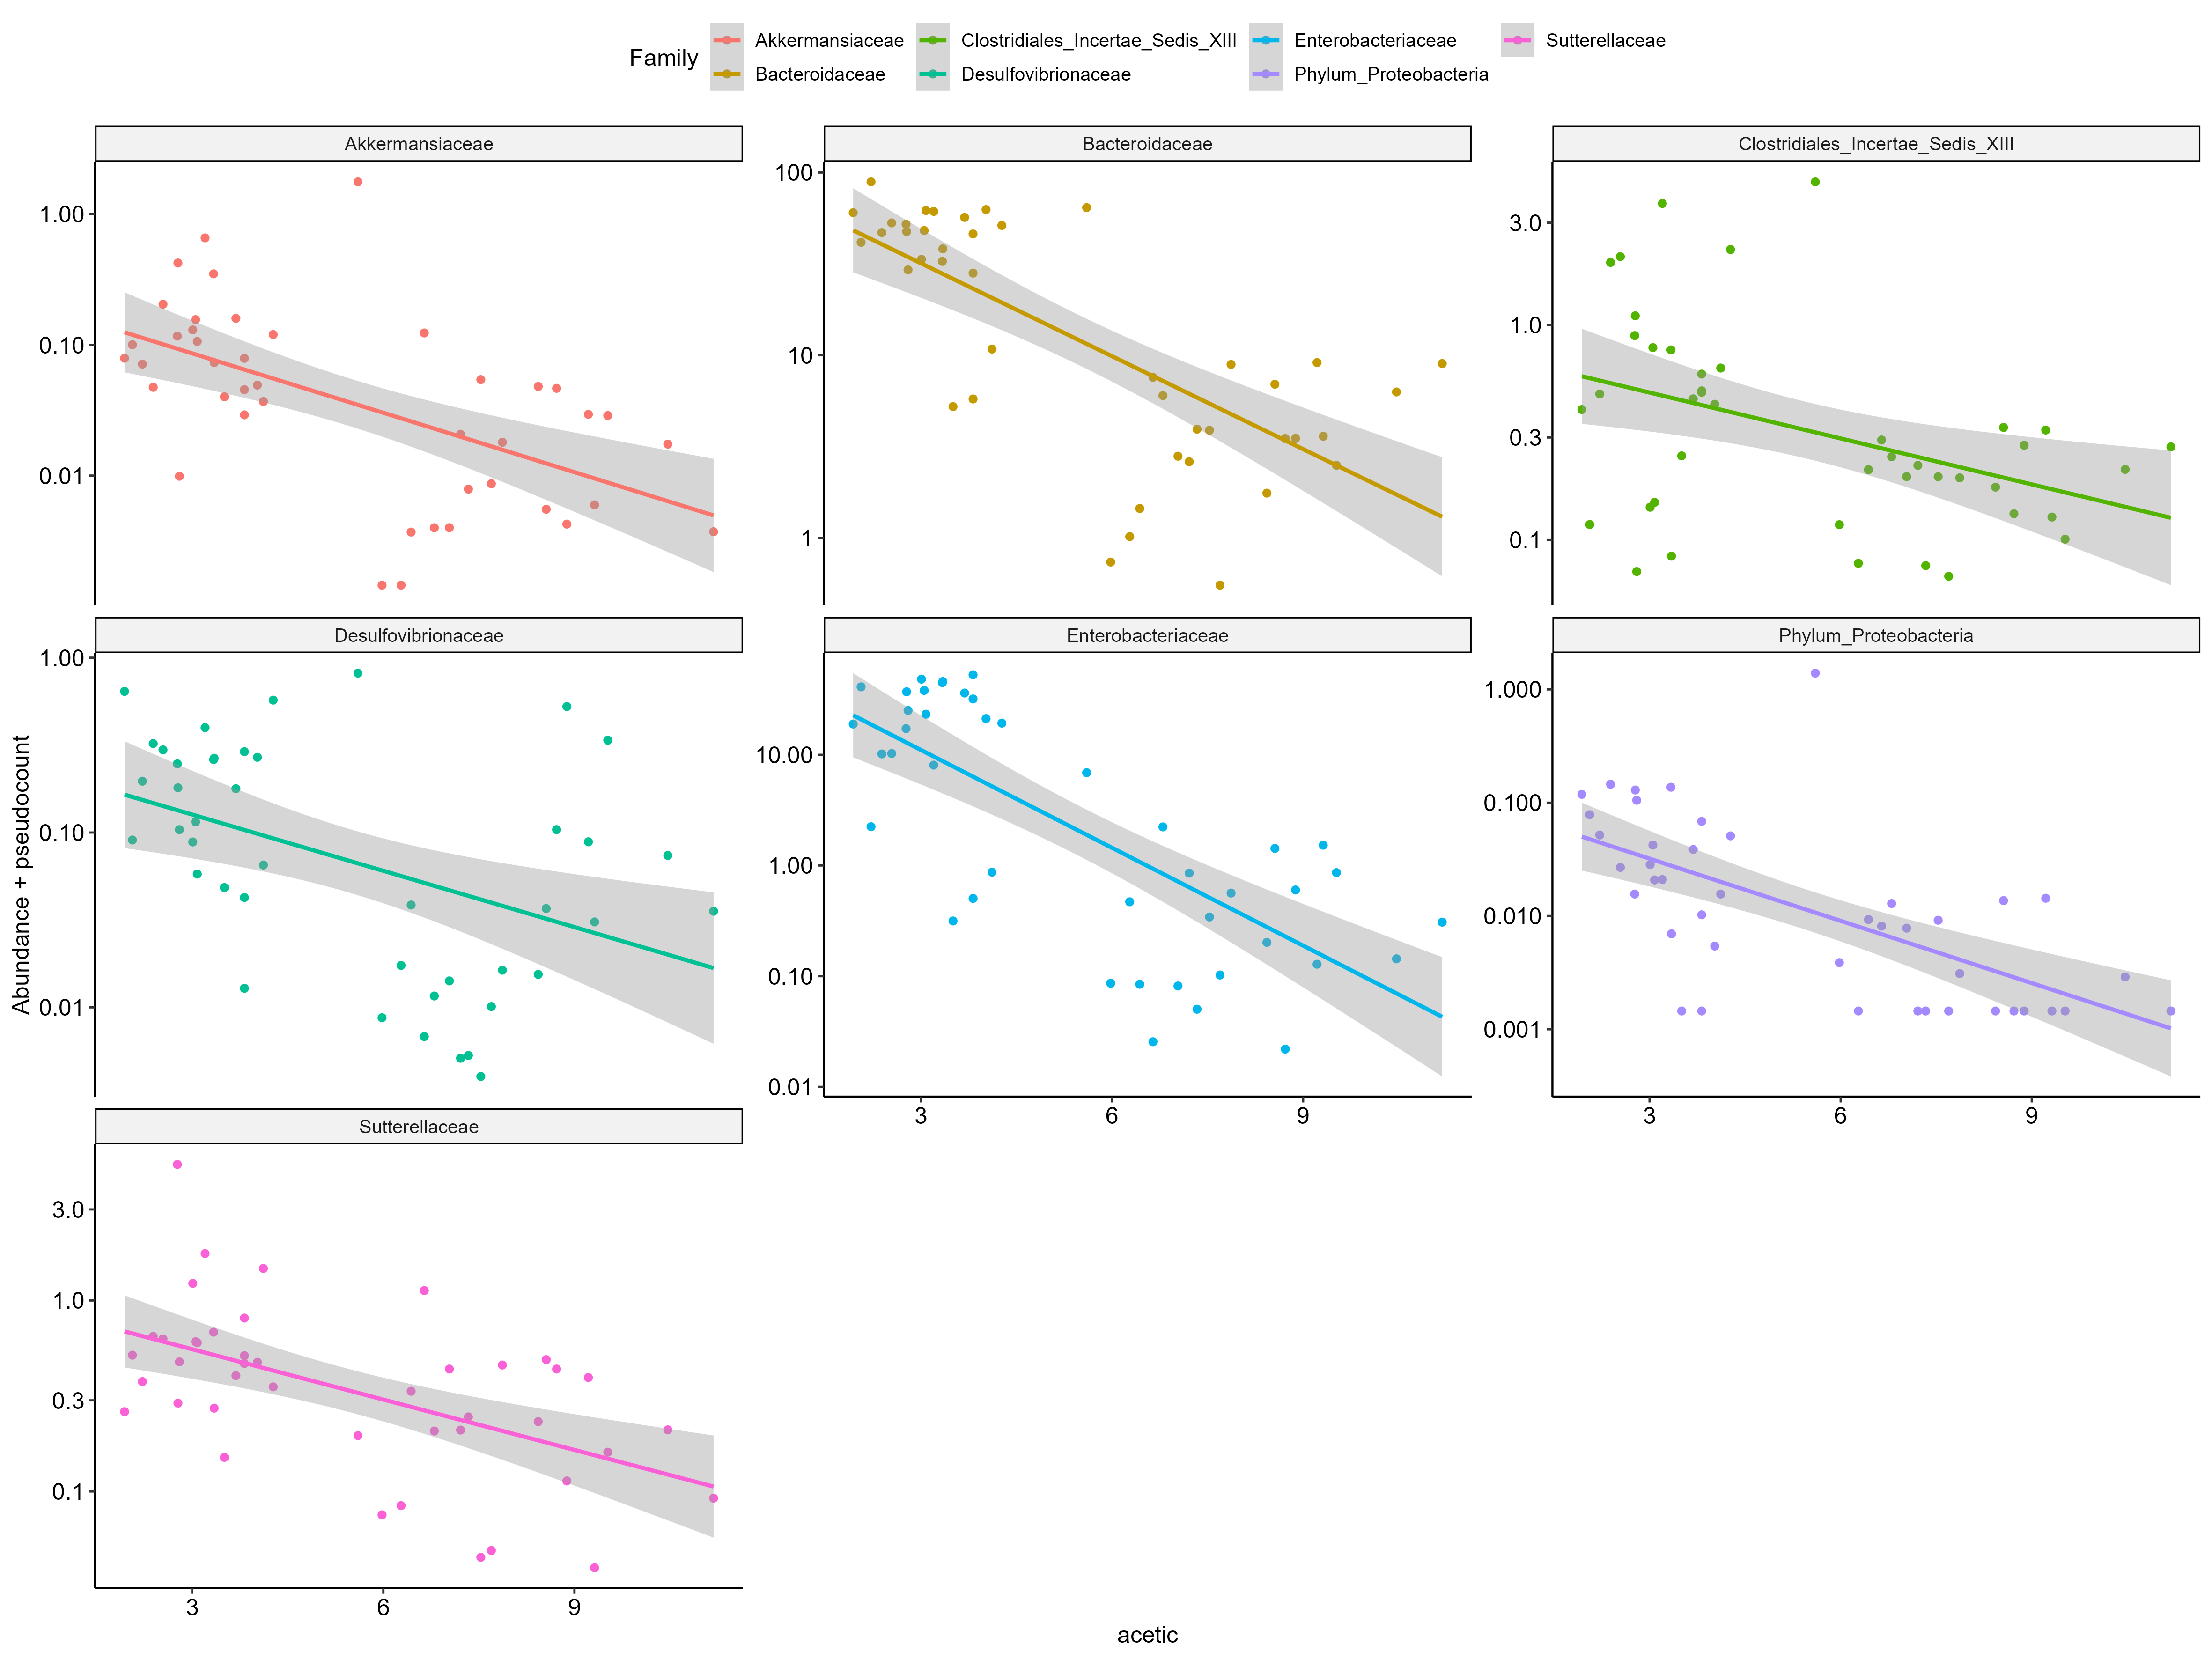 Family
Akkermansiaceae Clostridiales_Incertae_Sedis_XIII Enterobacteriaceae Sutterellaceae
Bacteroidaceae Desulfovibrionaceae Phylum_Proteobacteria
Akkermansiaceae
1.00
0.10
0.01
Bacteroidaceae
100
10
1
Clostridiales_Incertae_Sedis_XIII
3.0
1.0
0.3
0.1
Desulfovibrionaceae
1.00
0.10
0.01
Enterobacteriaceae
10.00
1.00
0.10
0.01
3 6 9
Phylum_Proteobacteria
1.000
0.100
0.010
0.001
3 6 9
Sutterellaceae
3.0
1.0
0.3
0.1
3 6 9
Abundance + pseudocount
acetic